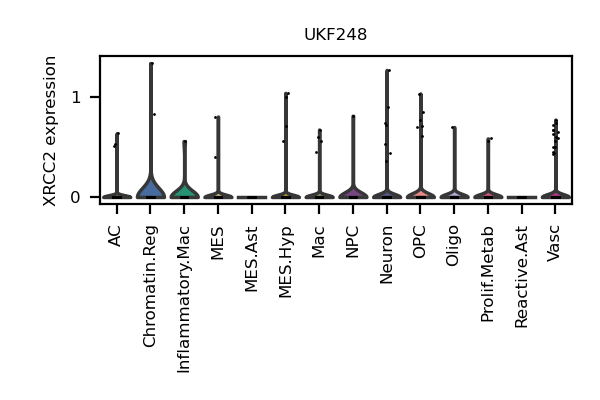 UKF248
XRCC2 expression
1
0
AC
Chromatin.Reg
Inflammatory.Mac
MES
MES.Ast
MES.Hyp
Mac
NPC
Neuron
OPC
Oligo
Prolif.Metab
Reactive.Ast
Vasc